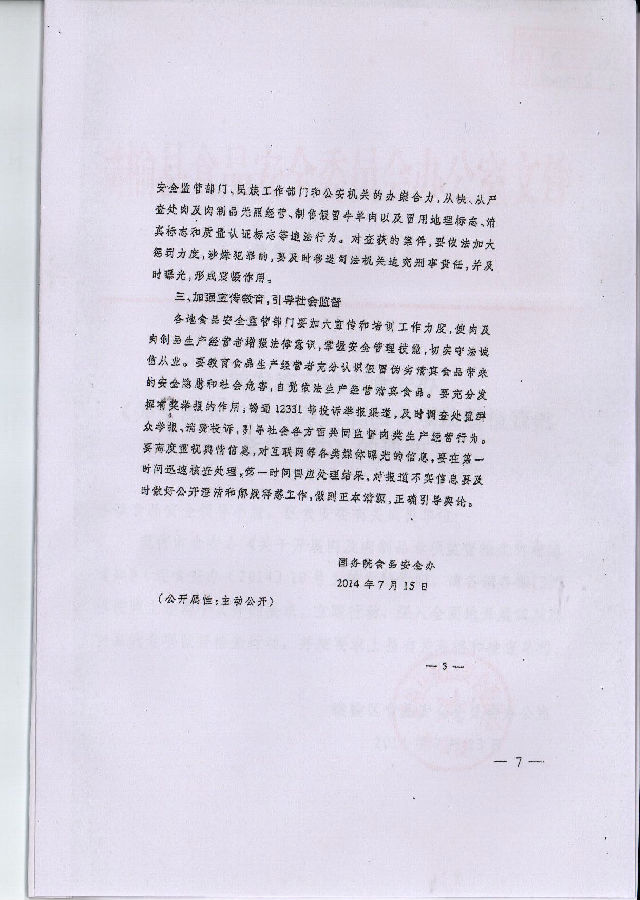 安全监管部门、民族工作部门和公安机关的办案合力，从快、从严
查处肉及肉制品无照经营、制售假冒牛羊肉以及冒用地理标志、清
真标志和质量认证标志等违法行为。对查获的案件，要依法加大
惩罚力度，涉嫌犯罪的，要及时移送司法机关追究刑事责任，并及
时曝光，形成震慑作用。
三、加强宣传教育，引导社会监督
各地食品安全监管部门要加大宣传和培训工作力度，使肉及
肉制品生产经营者增强法律意识，掌握安全管理技能，切实守法诚
信从业。要教育食品生产经营者充分认识假冒伪劣清真食品带来
的安全隐患和社会危害，自觉依法生产经营清真食品。要充分发
挥有奖举报的作用，畅通 12331 等投诉举报渠道，及时调查处置群
众举报、消费投诉，引导社会各方面共同监督肉类生产经营行为。
要高度重视舆情信息，对互联网等各类媒体曝光的信息，要在第一
时间迅速核查处理，第一时间回应处理结果，对报道不实信息要及
时做好公开澄清和解疑释惑工作，做到正本清源，正确引导舆论。
国务院食品安全办
2014 年 7 月 15 日
（公开属性：主动公开）
— 3 —
— 7 —